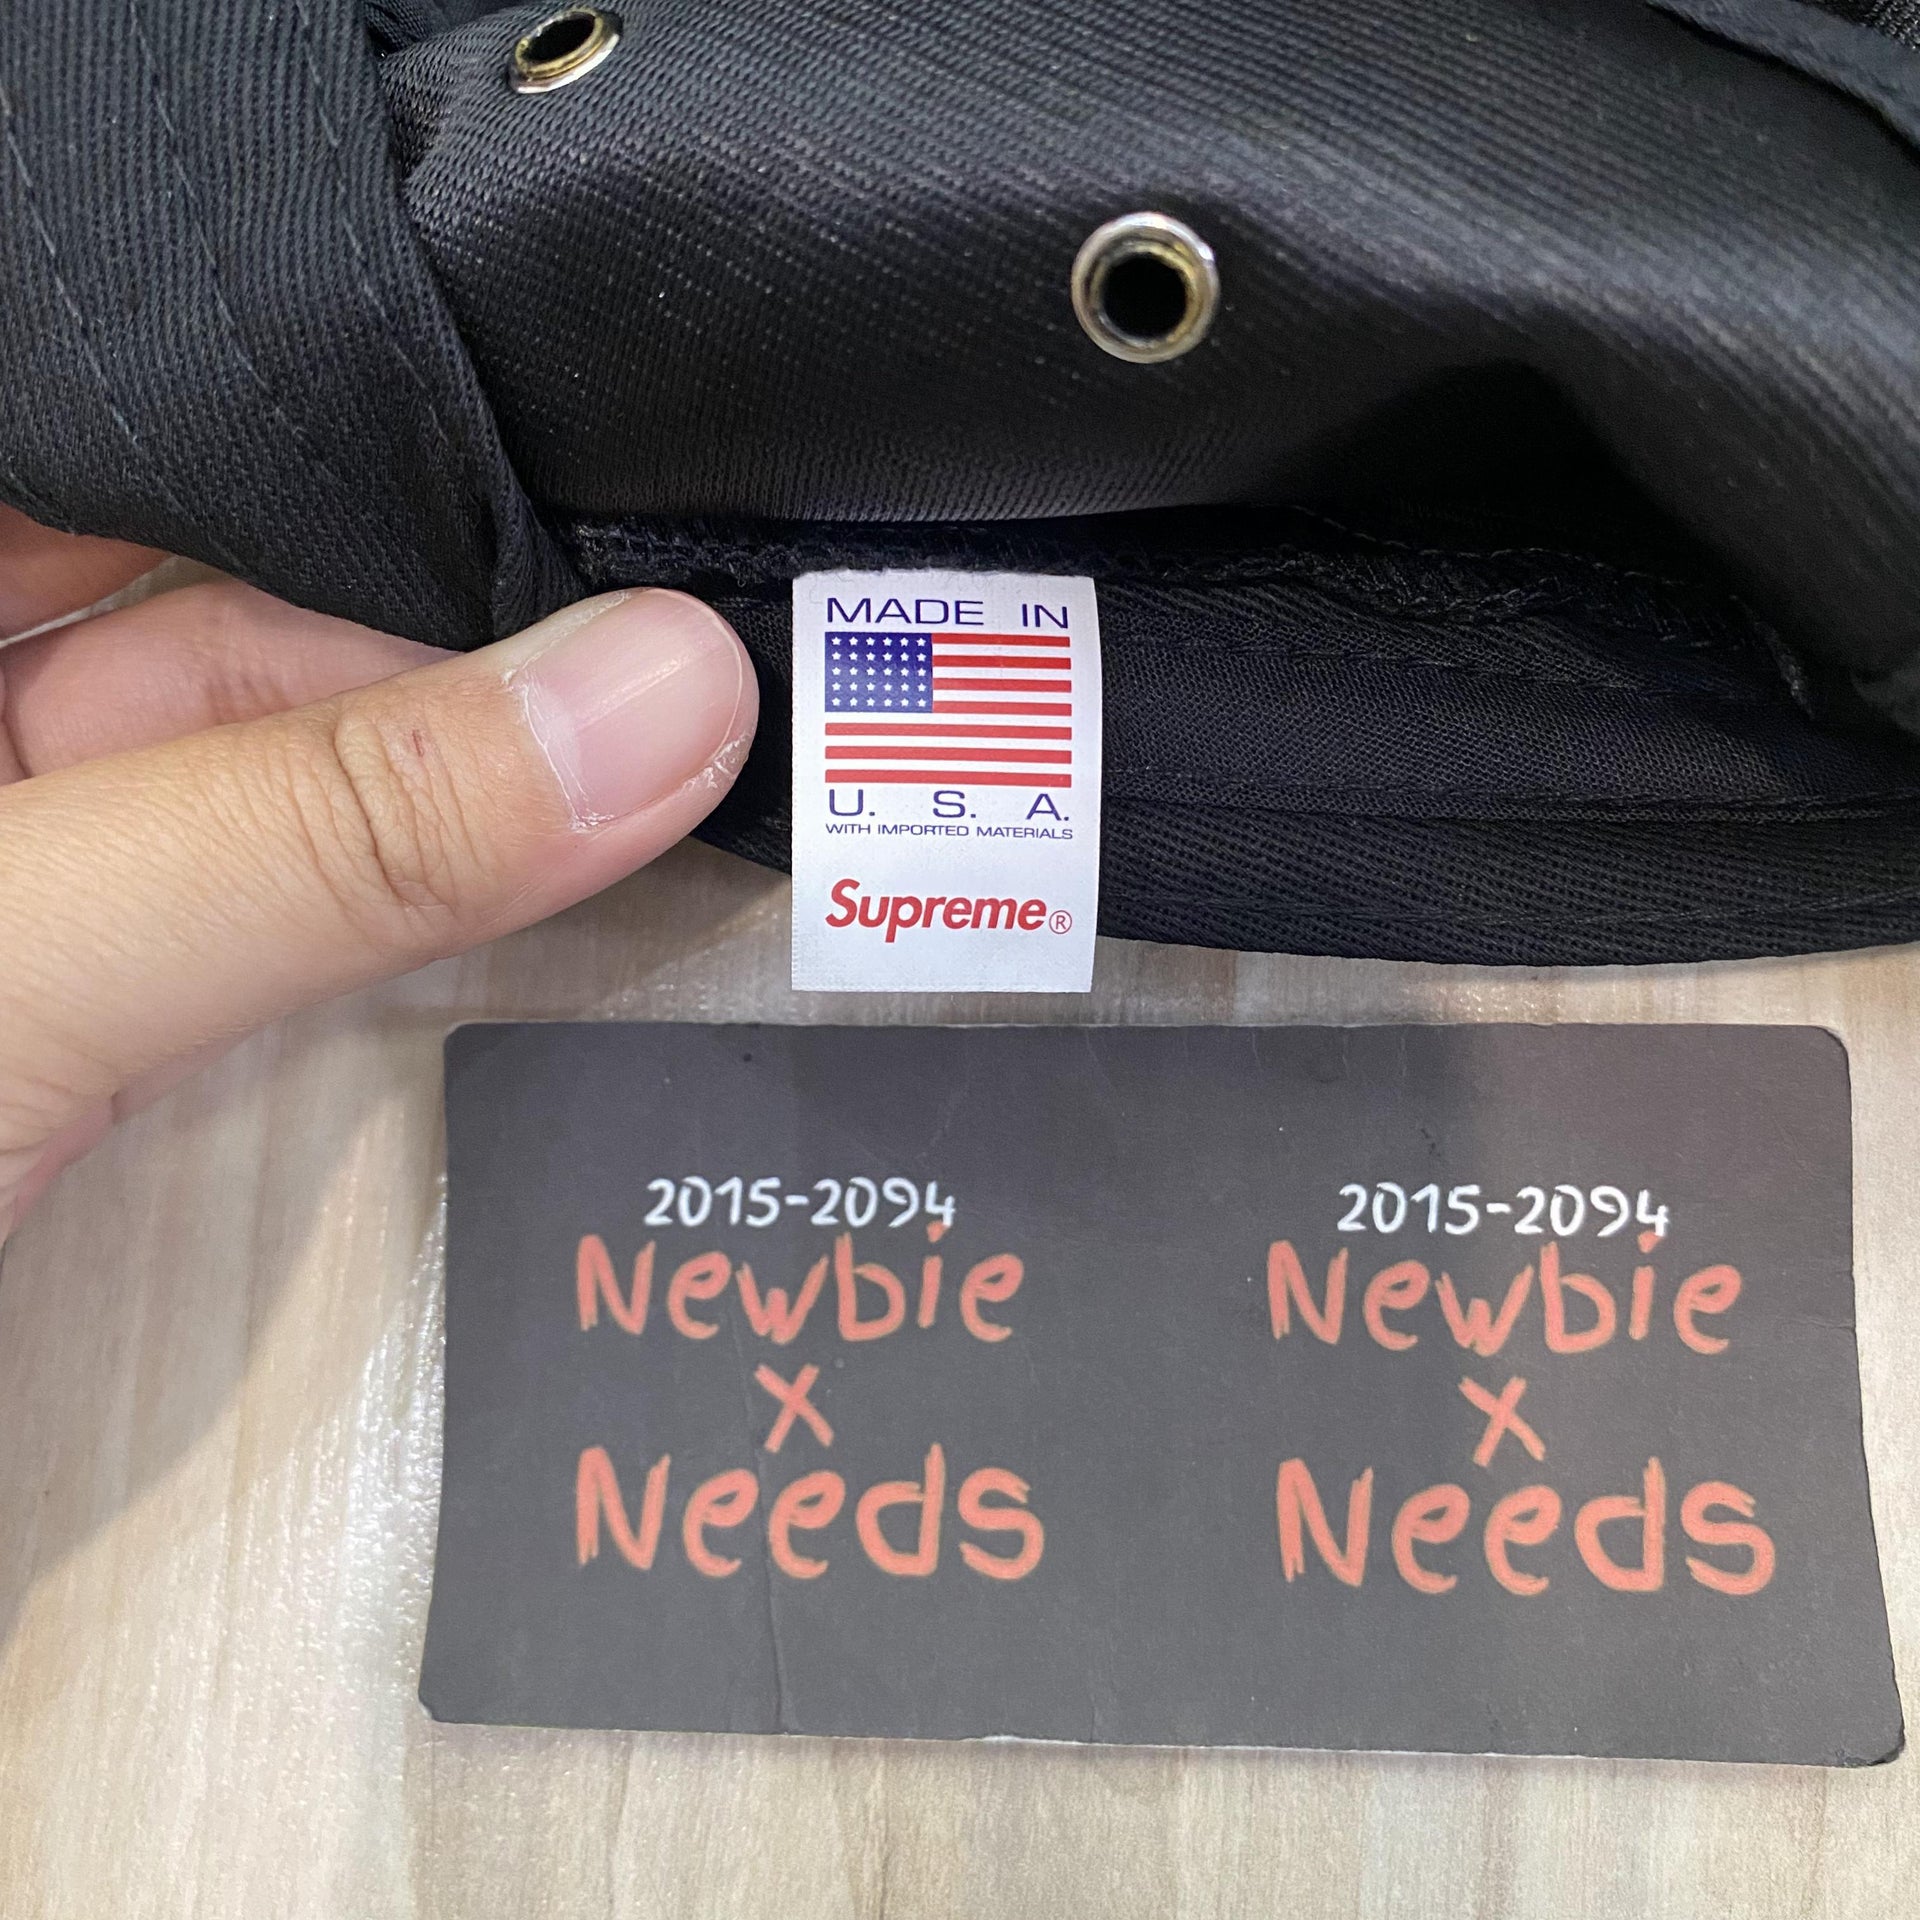 MADE IN
U. S. A.
WITH IMPORTED MATERIALS
Supreme®
2015-2094
Newbie
x
Needs
2015-2094
Newbie
x
Needs